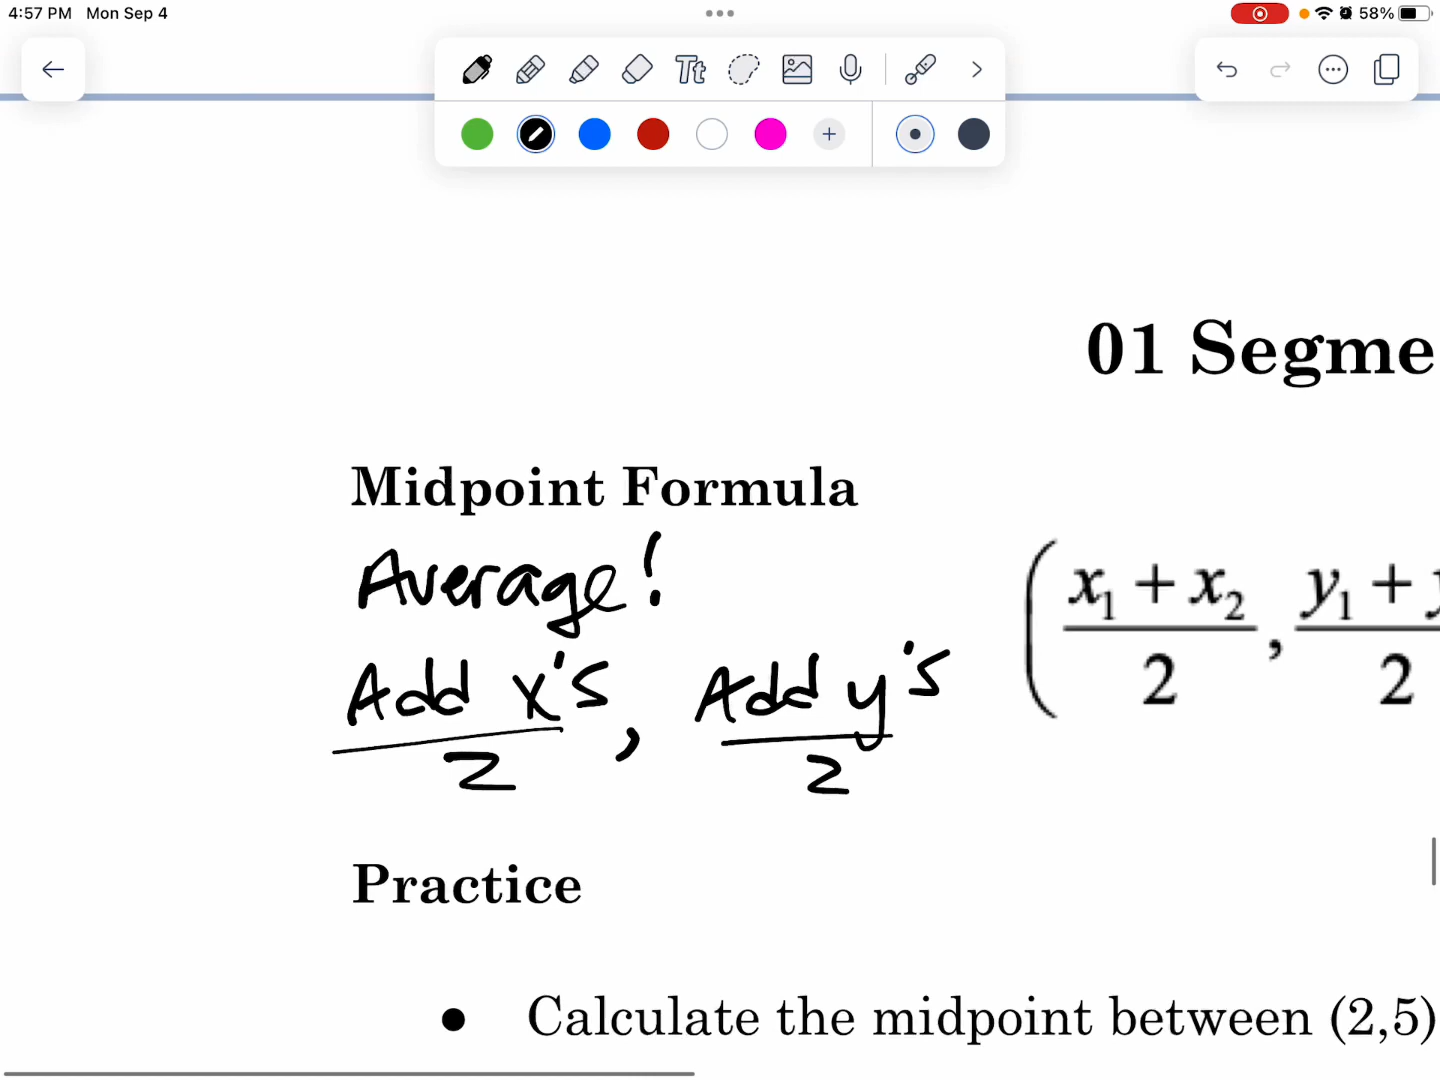 4:57 PM Mon Sep 4
58%
Tt
01 Segme
Midpoint Formula
Average!
(x₁ + x₂ / 2, y₁ + / 2
Add x's / 2, Add y's / 2
Practice
• Calculate the midpoint between (2,5)